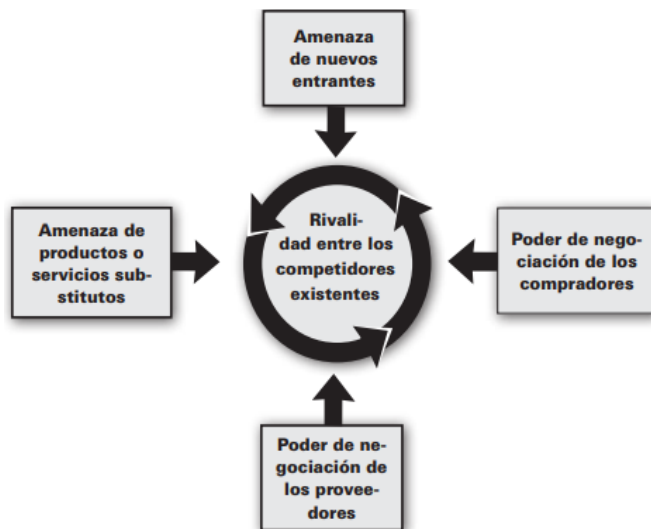 Amenaza
de nuevos
entrantes
Amenaza de
productos o
servicios sub-
stitutos
Rivali-
dad entre los
competidores
existentes
Poder de nego-
ciación de los
compradores
Poder de ne-
gociación de
los provee-
dores